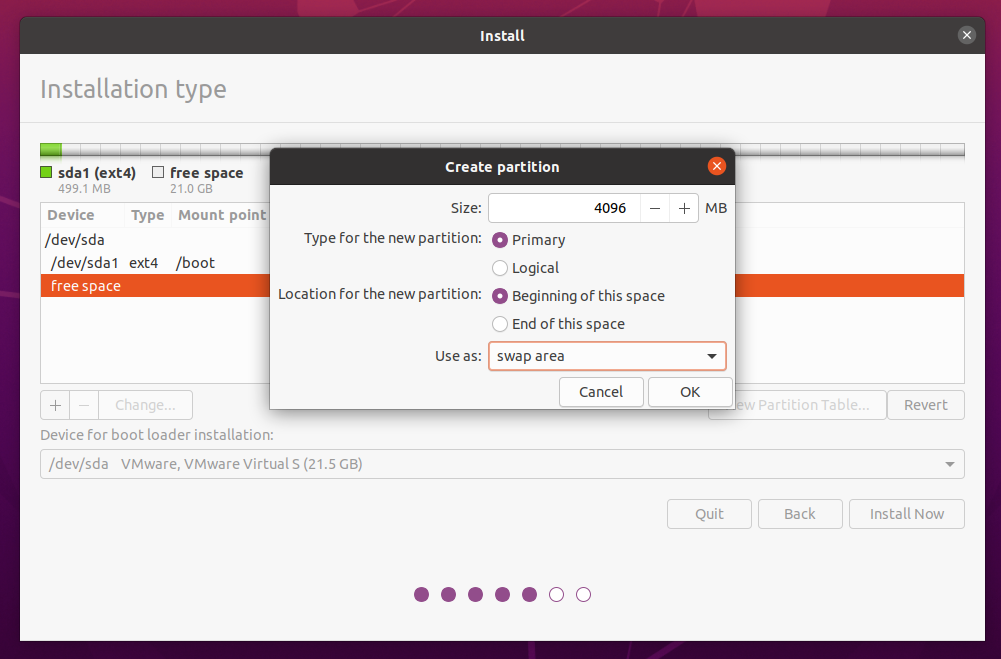 Install
Installation type
sda1 (ext4) free space
499.1 MB 21.0 GB
Device Type Mount point
/dev/sda
/dev/sda1 ext4 /boot
free space
Create partition
Size: 4096 MB
Type for the new partition: Primary
Logical
Location for the new partition: Beginning of this space
End of this space
Use as: swap area
Cancel OK
+ − Change... Partition Table... Revert
Device for boot loader installation:
/dev/sda VMware, VMware Virtual S (21.5 GB)
Quit Back Install Now